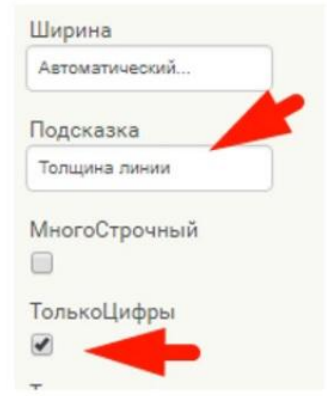 Ширина
Автоматический...
Подсказка
Толщина линии
МногоСтрочный
ТолькоЦифры